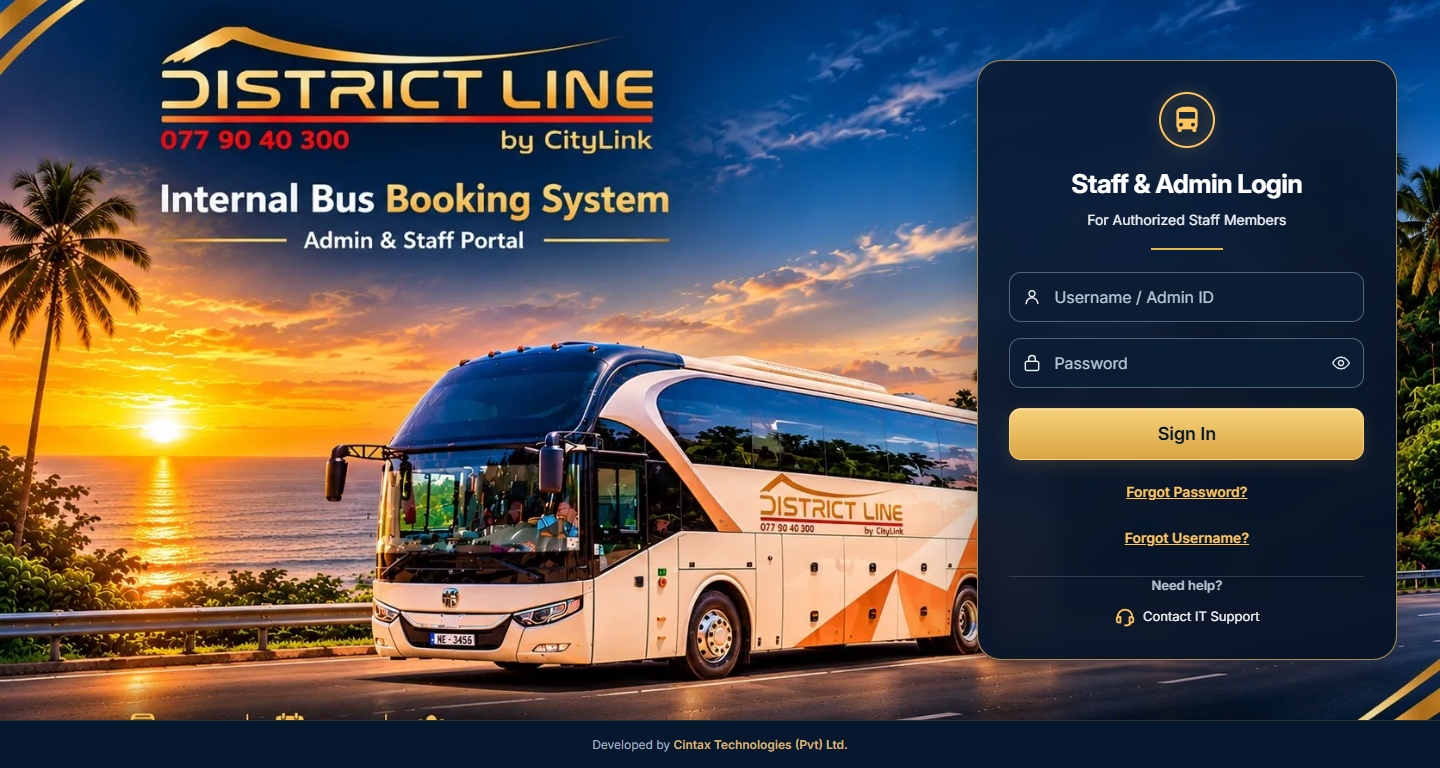 DISTRICT LINE
077 90 40 300
by CityLink
Internal Bus Booking System
Admin & Staff Portal
DISTRICT LINE
077 90 40 300
by CityLink
NE - 3456
Staff & Admin Login
For Authorized Staff Members
Username / Admin ID
Password
Sign In
Forgot Password?
Forgot Username?
Need help?
Contact IT Support
Developed by Cintax Technologies (Pvt) Ltd.